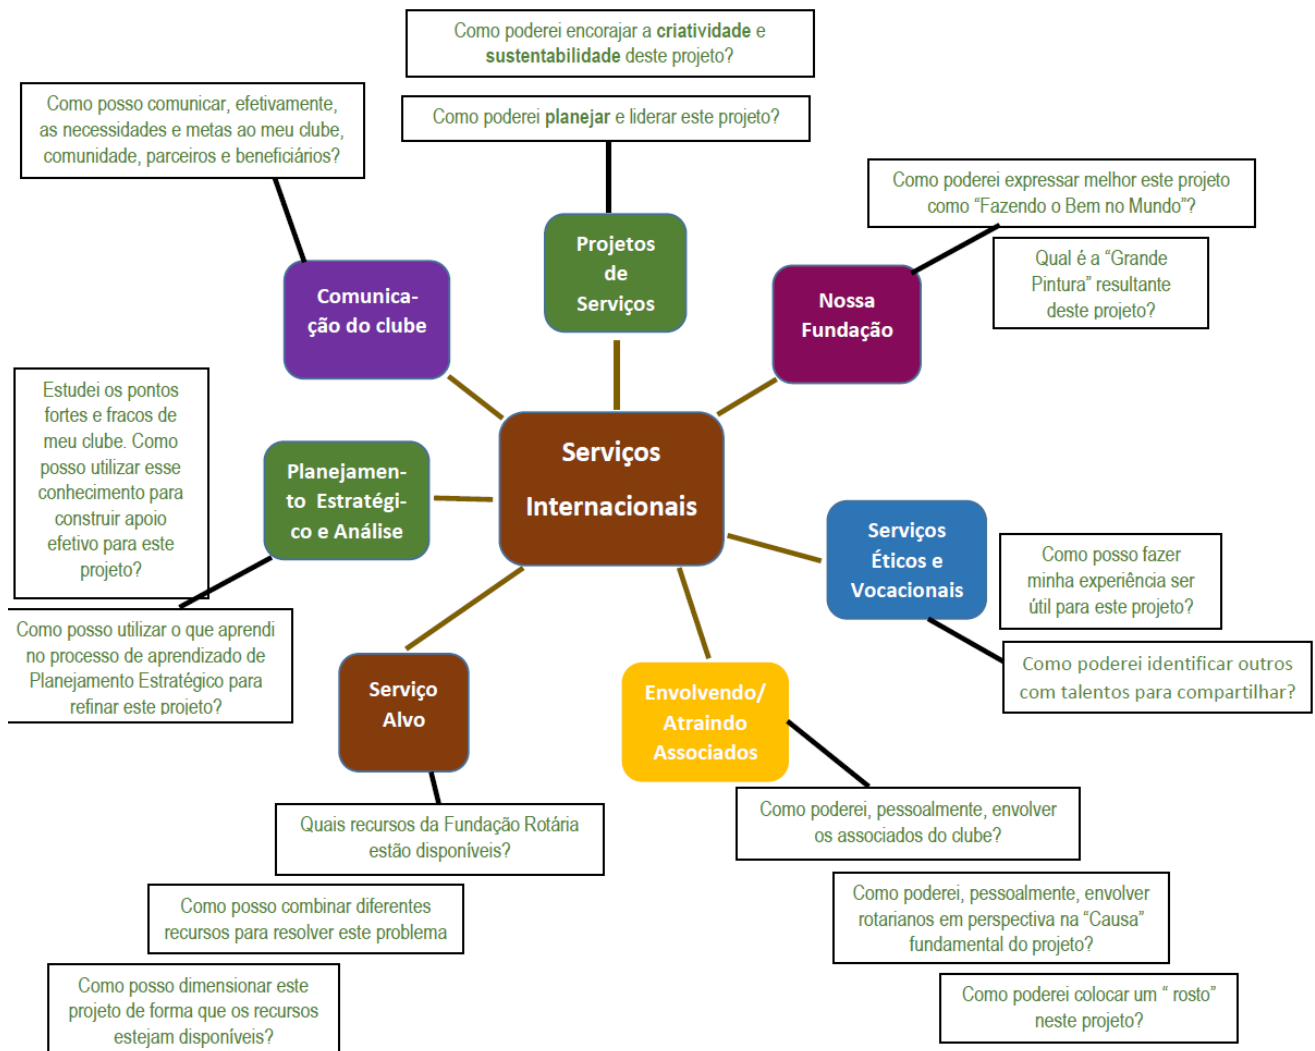 Como poderei encorajar a criatividade e
sustentabilidade deste projeto?
Como poderei planejar e liderar este projeto?
Como posso comunicar, efetivamente,
as necessidades e metas ao meu clube,
comunidade, parceiros e beneficiários?
Como poderei expressar melhor este projeto
como “Fazendo o Bem no Mundo”?
Qual é a “Grande
Pintura” resultante
deste projeto?
Projetos
de
Serviços
Comunica-
ção do clube
Nossa
Fundação
Estudei os pontos
fortes e fracos de
meu clube. Como
posso utilizar esse
conhecimento para
construir apoio
efetivo para este
projeto?
Planejamen-
to Estratégi-
co e Análise
Serviços
Internacionais
Serviços
Éticos e
Vocacionais
Como posso fazer
minha experiência ser
útil para este projeto?
Como posso utilizar o que aprendi
no processo de aprendizado de
Planejamento Estratégico para
refinar este projeto?
Como poderei identificar outros
com talentos para compartilhar?
Serviço
Alvo
Envolvendo/
Atraindo
Associados
Quais recursos da Fundação Rotária
estão disponíveis?
Como posso combinar diferentes
recursos para resolver este problema
Como posso dimensionar este
projeto de forma que os recursos
estejam disponíveis?
Como poderei, pessoalmente, envolver
os associados do clube?
Como poderei, pessoalmente, envolver
rotarianos em perspectiva na “Causa”
fundamental do projeto?
Como poderei colocar um “ rosto”
neste projeto?